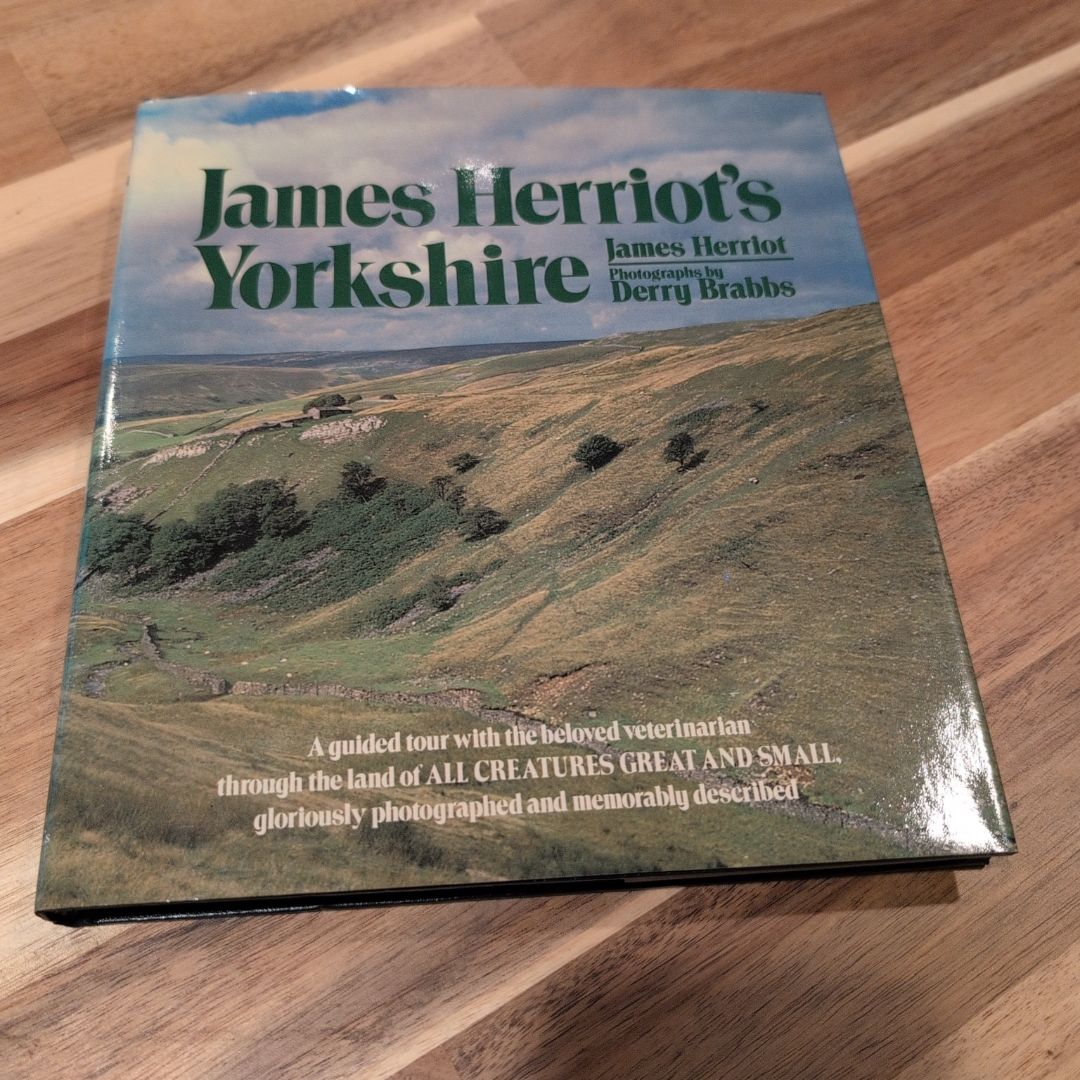 James Herriot's
Yorkshire
James Herriot
Photographs by
Derry Brabbs
A guided tour with the beloved veterinarian
through the land of ALL CREATURES GREAT AND SMALL,
gloriously photographed and memorably described